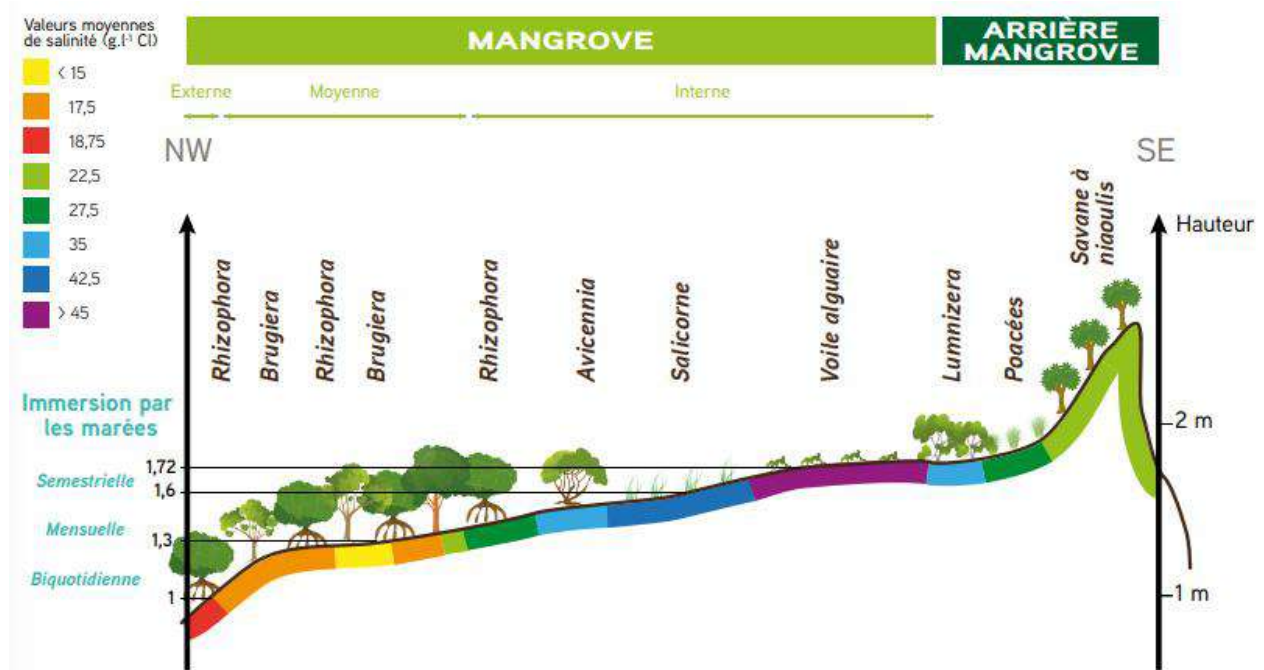 Valeurs moyennes
de salinité (g.l⁻¹ Cl)
< 15
17,5
18,75
22,5
27,5
35
42,5
> 45
MANGROVE
ARRIÈRE
MANGROVE
Externe
Moyenne
Interne
NW
SE
Hauteur
Rhizophora
Brugiera
Rhizophora
Brugiera
Rhizophora
Avicennia
Salicorne
Voile alguaire
Lumnizera
Poacées
Savane à
niaoulis
Immersion par
les marées
Semestrielle
Mensuelle
Biquotidienne
1,72
1,6
1,3
1
2 m
1 m